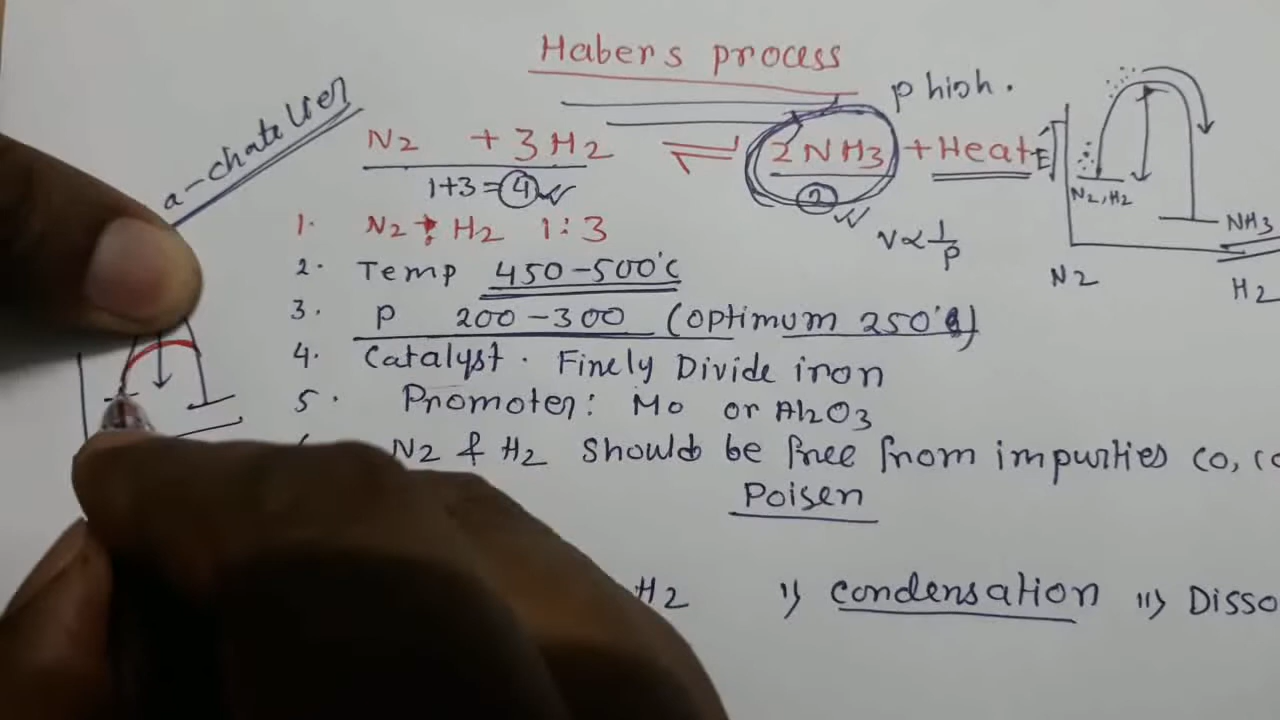 Habers process
P high.
a-chateller
N2 + 3H2 ⇌ 2NH3 + Heat
1+3=4 2
E
N2, H2
NH3
N2
H2
V∝1/P
1. N2 : H2 1:3
2. Temp 450-500°C
3. P 200-300 (optimum 250
4. Catalyst. Finely Divide iron
5. Promoter: Mo or Al2O3
N2 & H2 should be free from impurities CO,
Poisen
H2 i) condensation ii) Disso